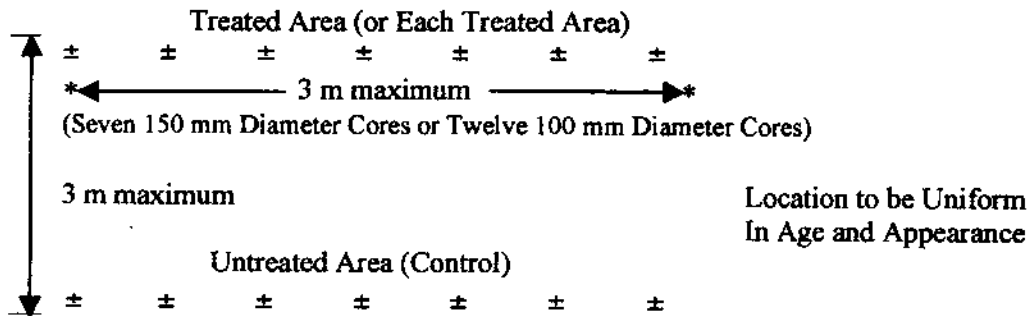 Treated Area (or Each Treated Area)
± ± ± ± ± ± ±
* 3 m maximum *
(Seven 150 mm Diameter Cores or Twelve 100 mm Diameter Cores)
3 m maximum
Location to be Uniform
In Age and Appearance
Untreated Area (Control)
± ± ± ± ± ± ±